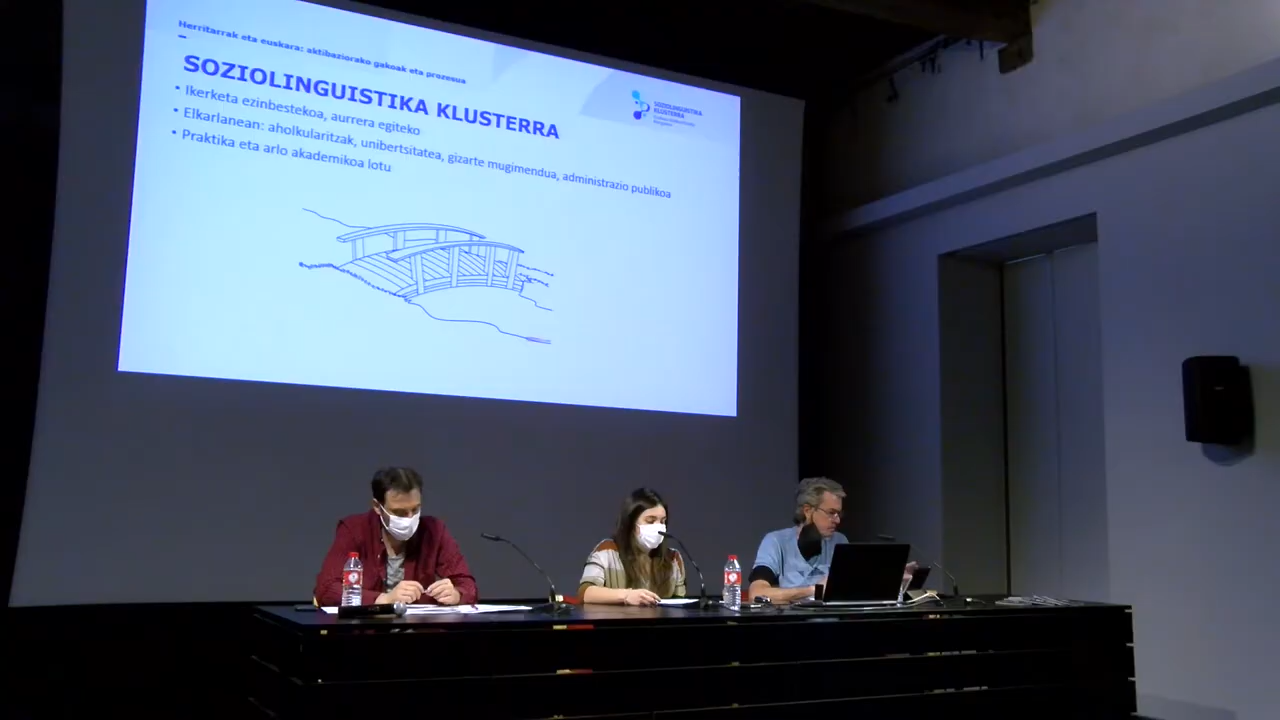 Herritarrak eta euskara: aktibaziorako gakoak eta prozesua
SOZIOLINGUISTIKA KLUSTERRA
• Ikerketa ezinbestekoa, aurrera egiteko
• Elkarlanean: aholkularitzak, unibertsitatea, gizarte mugimendua, administrazio publikoa
• Praktika eta arlo akademikoa lotu
SOZIOLINGUISTIKA
KLUSTERRA